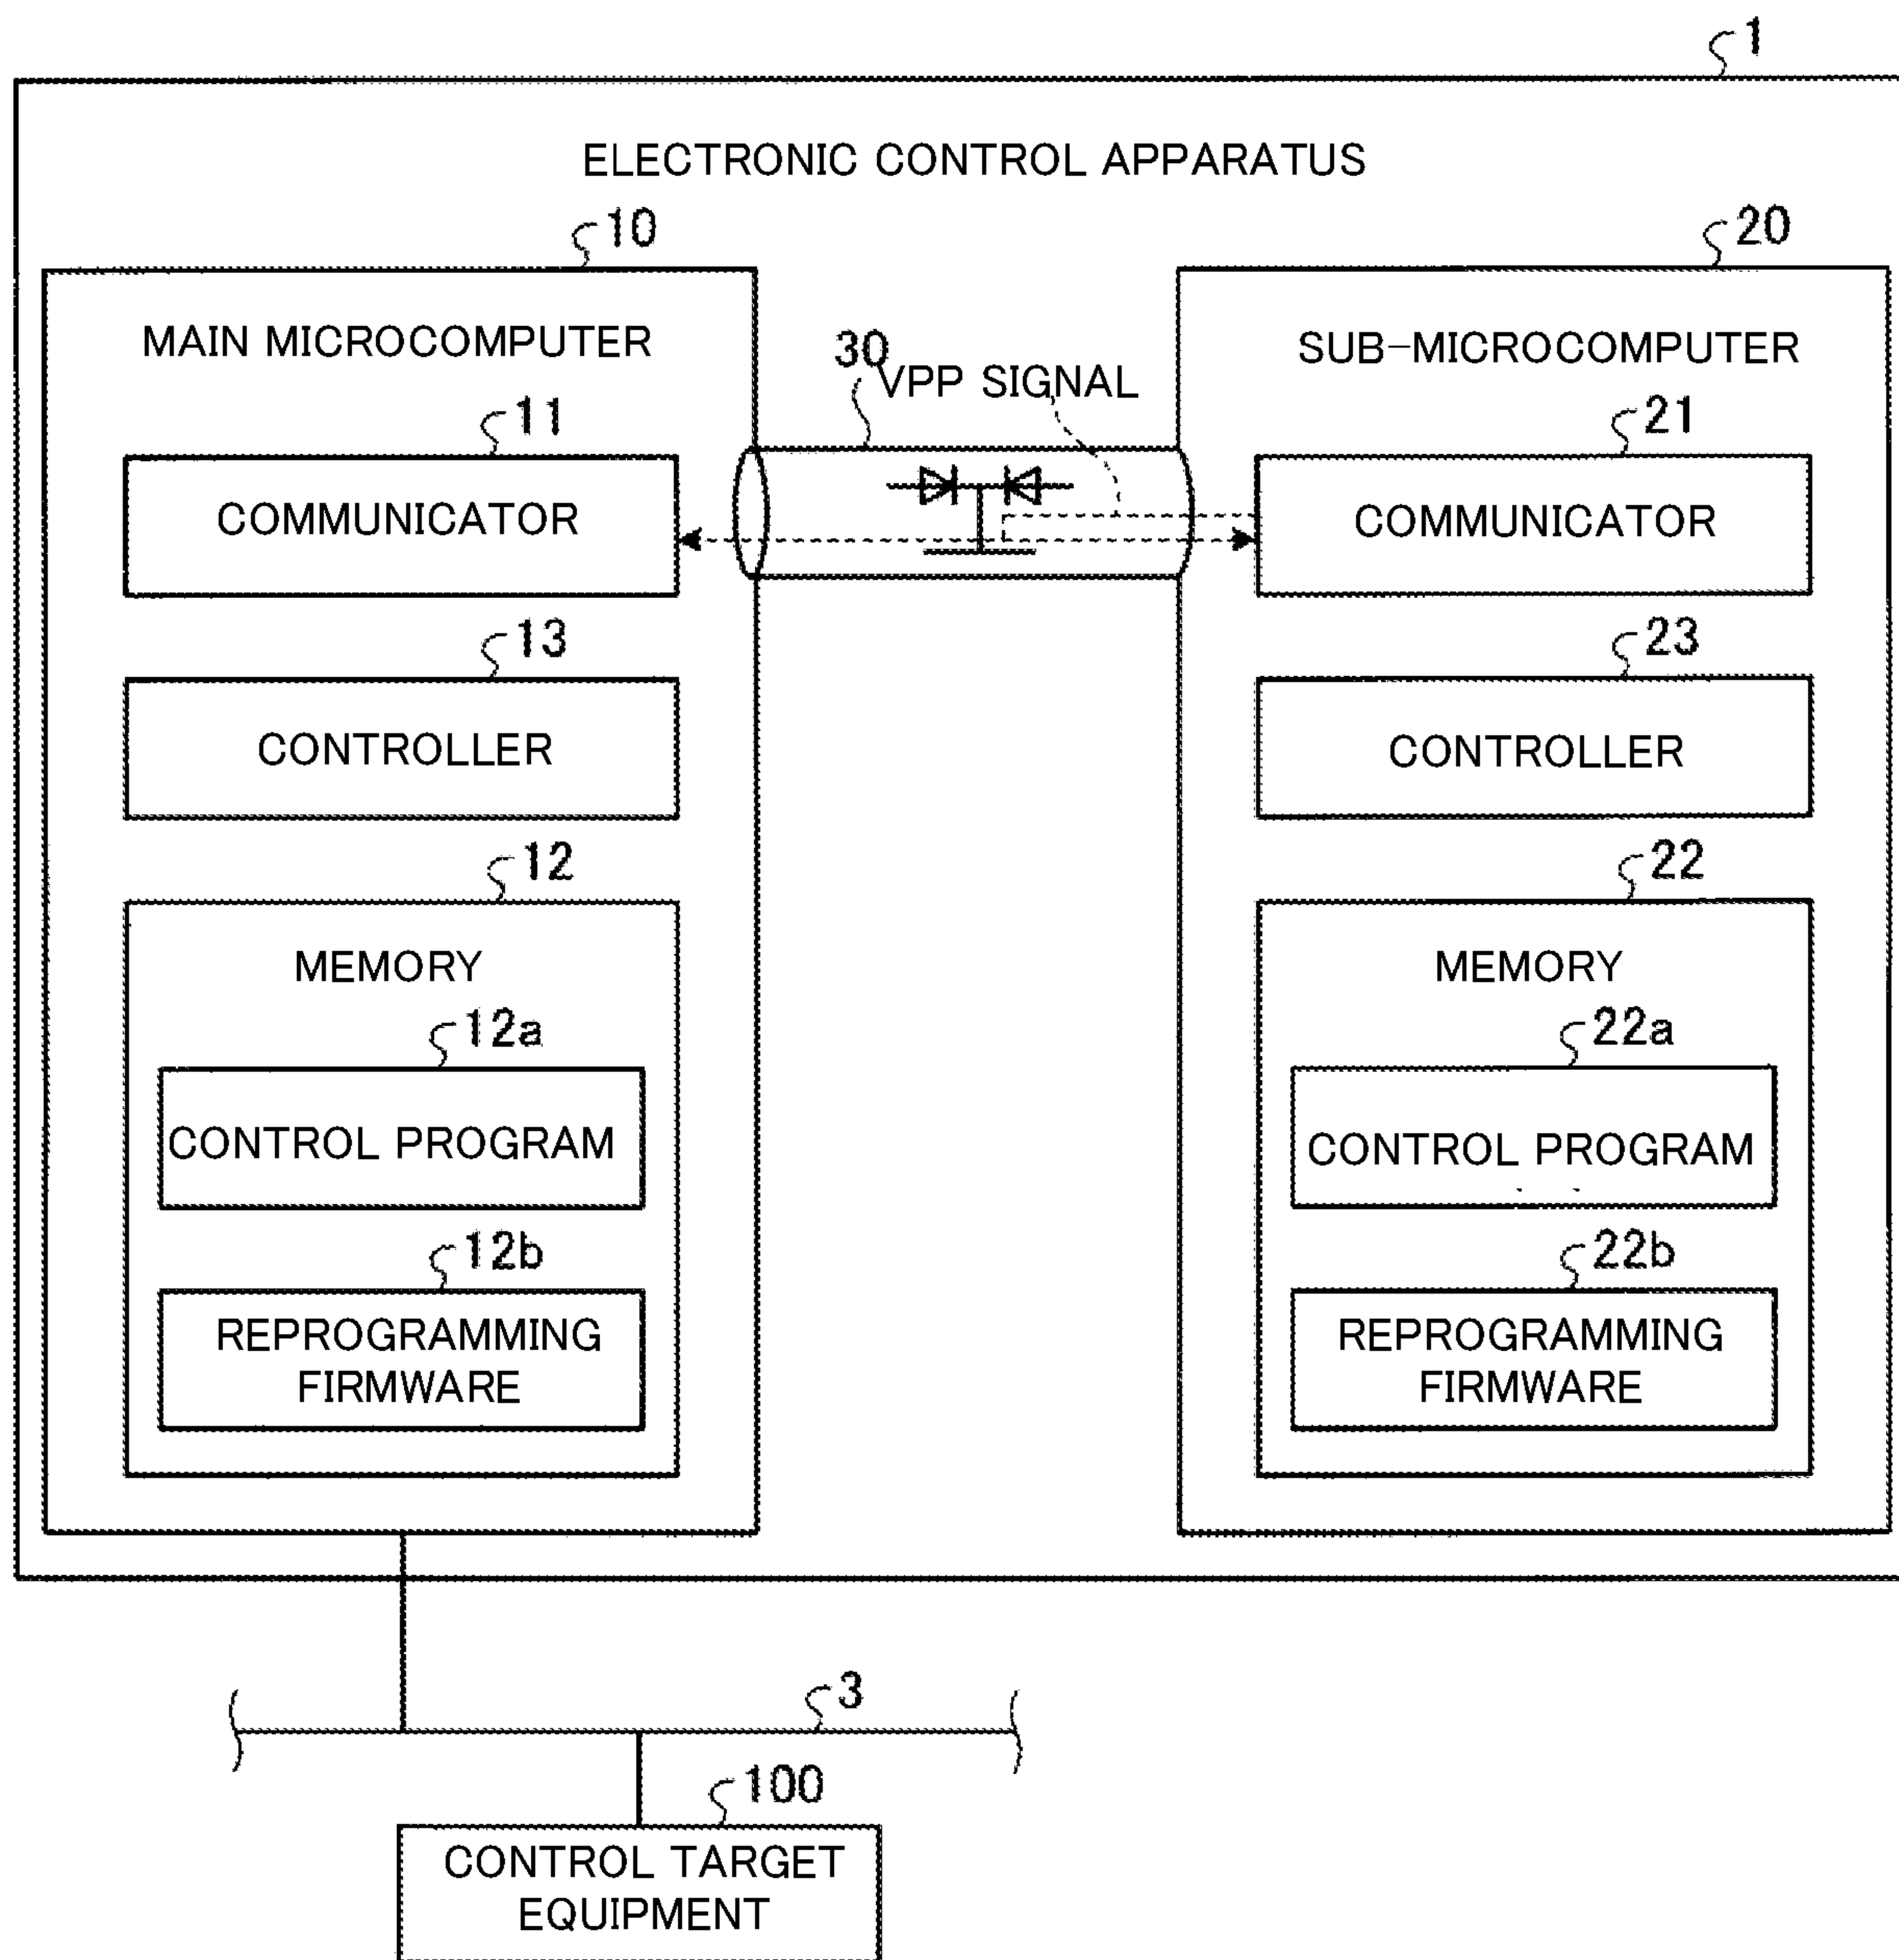 1
ELECTRONIC CONTROL APPARATUS
10
20
MAIN MICROCOMPUTER
SUB-MICROCOMPUTER
30
VPP SIGNAL
11
21
COMMUNICATOR
COMMUNICATOR
13
23
CONTROLLER
CONTROLLER
12
22
MEMORY
MEMORY
12a
22a
CONTROL PROGRAM
CONTROL PROGRAM
12b
22b
REPROGRAMMING
FIRMWARE
REPROGRAMMING
FIRMWARE
3
100
CONTROL TARGET
EQUIPMENT